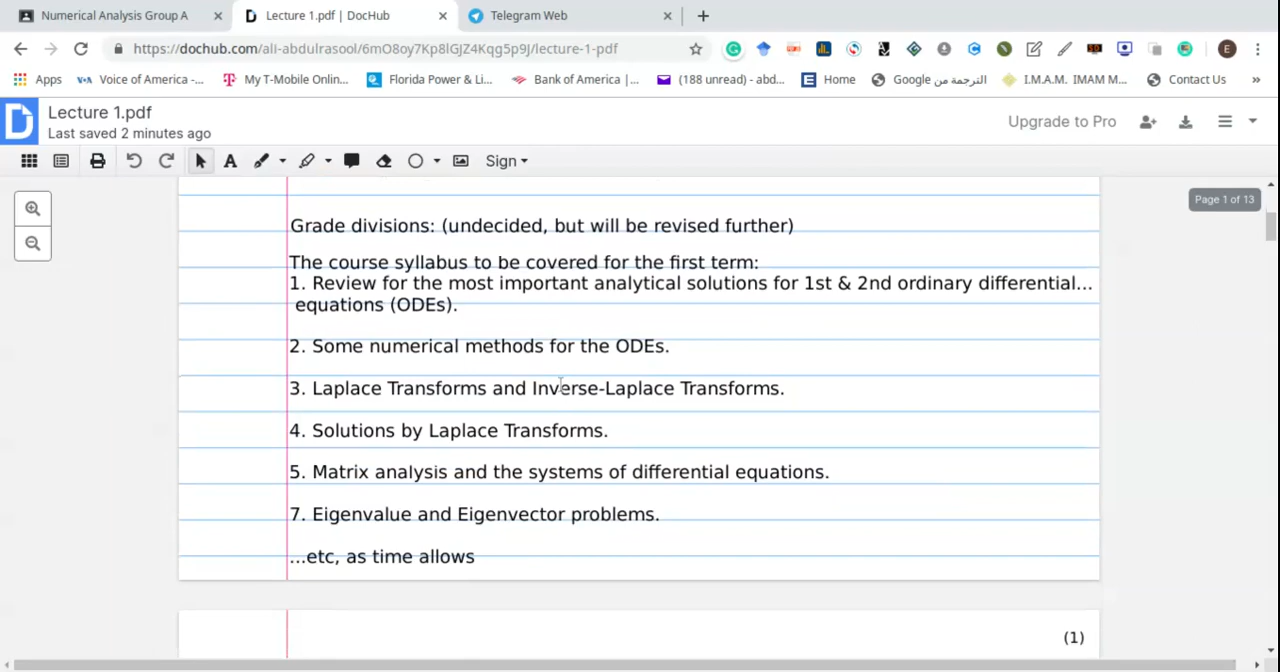 Numerical Analysis Group A
Lecture 1.pdf | DocHub
Telegram Web
https://dochub.com/ali-abdulrasool/6mO8oy7Kp8lGJZ4Kqg5p9J/lecture-1-pdf
E
Apps
Voice of America -...
My T-Mobile Onlin...
Florida Power & Li...
Bank of America |...
(188 unread) - abd...
Home
الترجمة من Google
I.M.A.M. IMAM M...
Contact Us
»
Lecture 1.pdf
Last saved 2 minutes ago
Upgrade to Pro
A
Sign
Page 1 of 13
Grade divisions: (undecided, but will be revised further)
The course syllabus to be covered for the first term:
1. Review for the most important analytical solutions for 1st & 2nd ordinary differential...
equations (ODEs).
2. Some numerical methods for the ODEs.
3. Laplace Transforms and Inverse-Laplace Transforms.
4. Solutions by Laplace Transforms.
5. Matrix analysis and the systems of differential equations.
7. Eigenvalue and Eigenvector problems.
...etc, as time allows
(1)